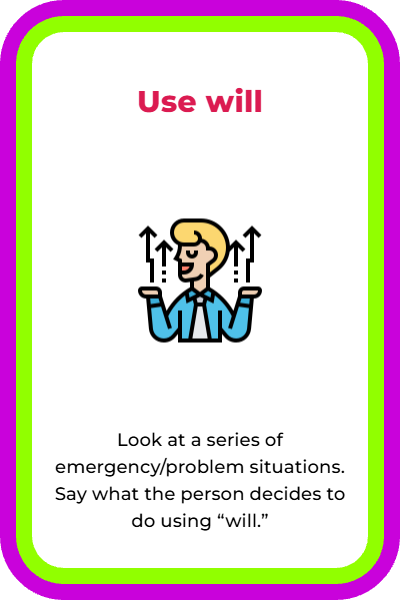 Use will
Look at a series of
emergency/problem situations.
Say what the person decides to
do using “will.”